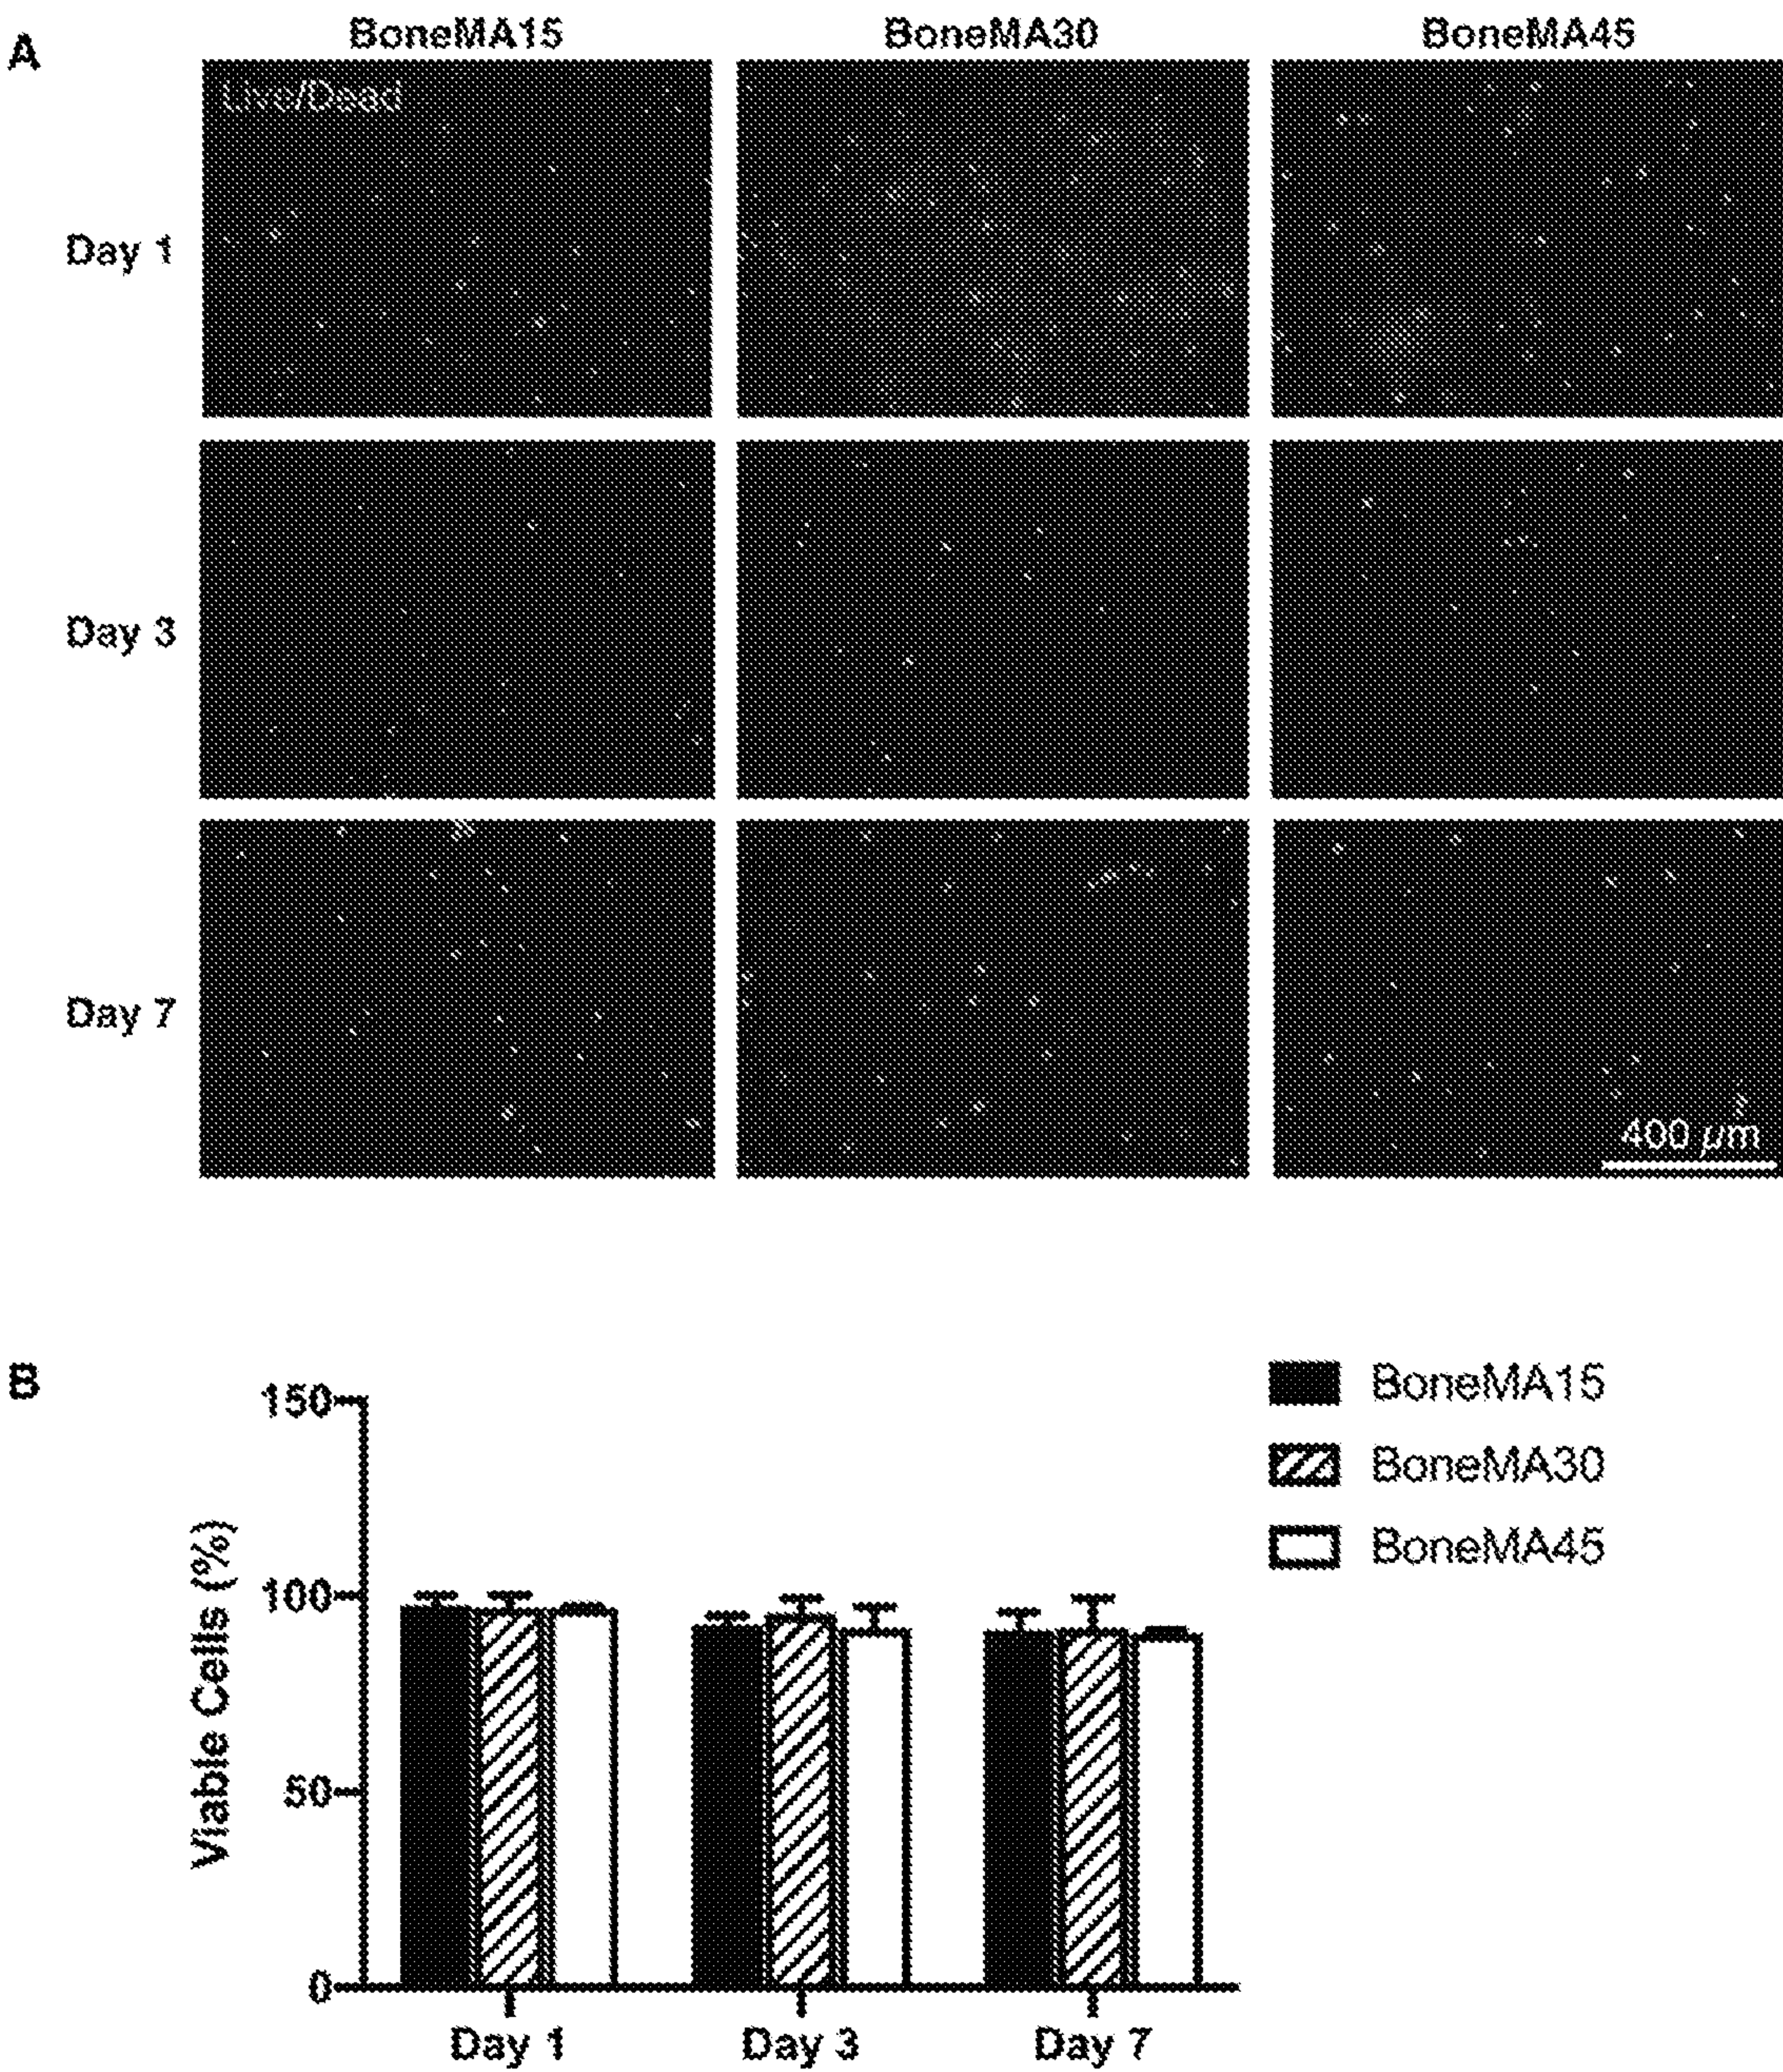 A
BoneMA15 BoneMA30 BoneMA45
Live/Dead
Day 1
Day 3
Day 7
400 µm
B
150
100
50
0
Viable Cells (%)
BoneMA15
BoneMA30
BoneMA45
Day 1 Day 3 Day 7